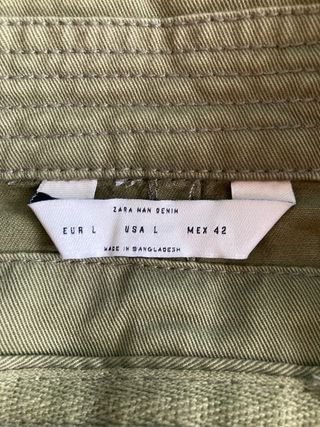 ZARA MAN DENIM
EUR L USA L MEX 42
MADE IN BANGLADESH